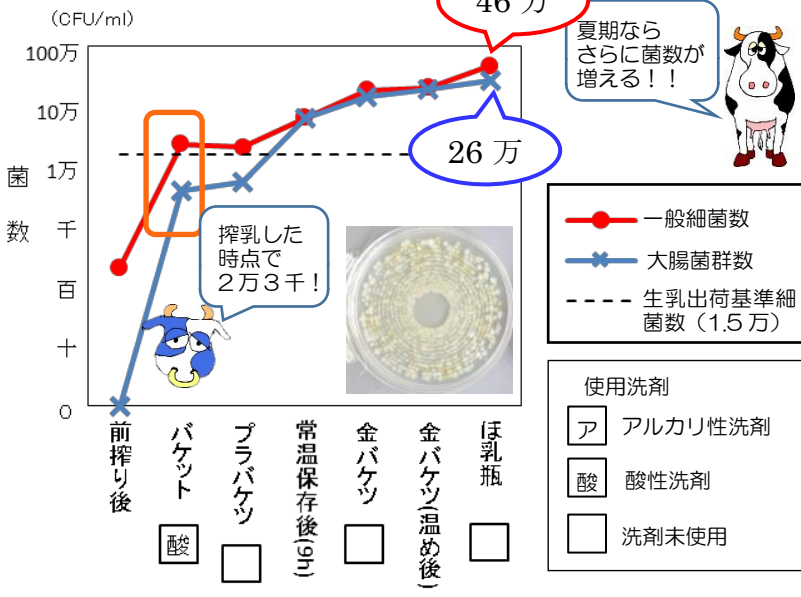 (CFU/ml)
46 万
夏期なら
さらに菌数が
増える！！
100万
10万
1万
千
百
十
0
菌数
26 万
搾乳した
時点で
２万３千！
一般細菌数
大腸菌群数
生乳出荷基準細
菌数（1.5 万）
前搾り後
バケット
プラバケツ
常温保存後(9h)
金バケツ
金バケツ(温め後)
ほ乳瓶
酸
使用洗剤
ア アルカリ性洗剤
酸 酸性洗剤
洗剤未使用